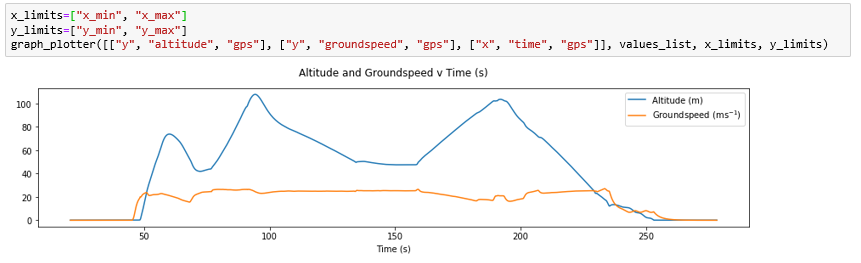 x_limits=["x_min", "x_max"]
y_limits=["y_min", "y_max"]
graph_plotter([["y", "altitude", "gps"], ["y", "groundspeed", "gps"], ["x", "time", "gps"]], values_list, x_limits, y_limits)
Altitude and Groundspeed v Time (s)
Altitude (m)
Groundspeed (ms⁻¹)
100
80
60
40
20
0
50 100 150 200 250
Time (s)